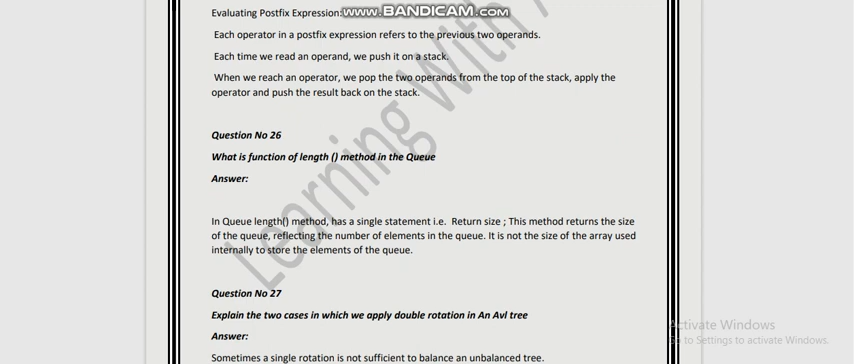 Evaluating Postfix Expression:
WWW.BANDICAM.COM
Each operator in a postfix expression refers to the previous two operands.
Each time we read an operand, we push it on a stack.
When we reach an operator, we pop the two operands from the top of the stack, apply the
operator and push the result back on the stack.
Question No 26
What is function of length () method in the Queue
Answer:
In Queue length() method, has a single statement i.e. Return size ; This method returns the size
of the queue, reflecting the number of elements in the queue. It is not the size of the array used
internally to store the elements of the queue.
Question No 27
Explain the two cases in which we apply double rotation in An Avl tree
Answer:
Sometimes a single rotation is not sufficient to balance an unbalanced tree.
Learning With
Activate Windows
Go to Settings to activate Windows.